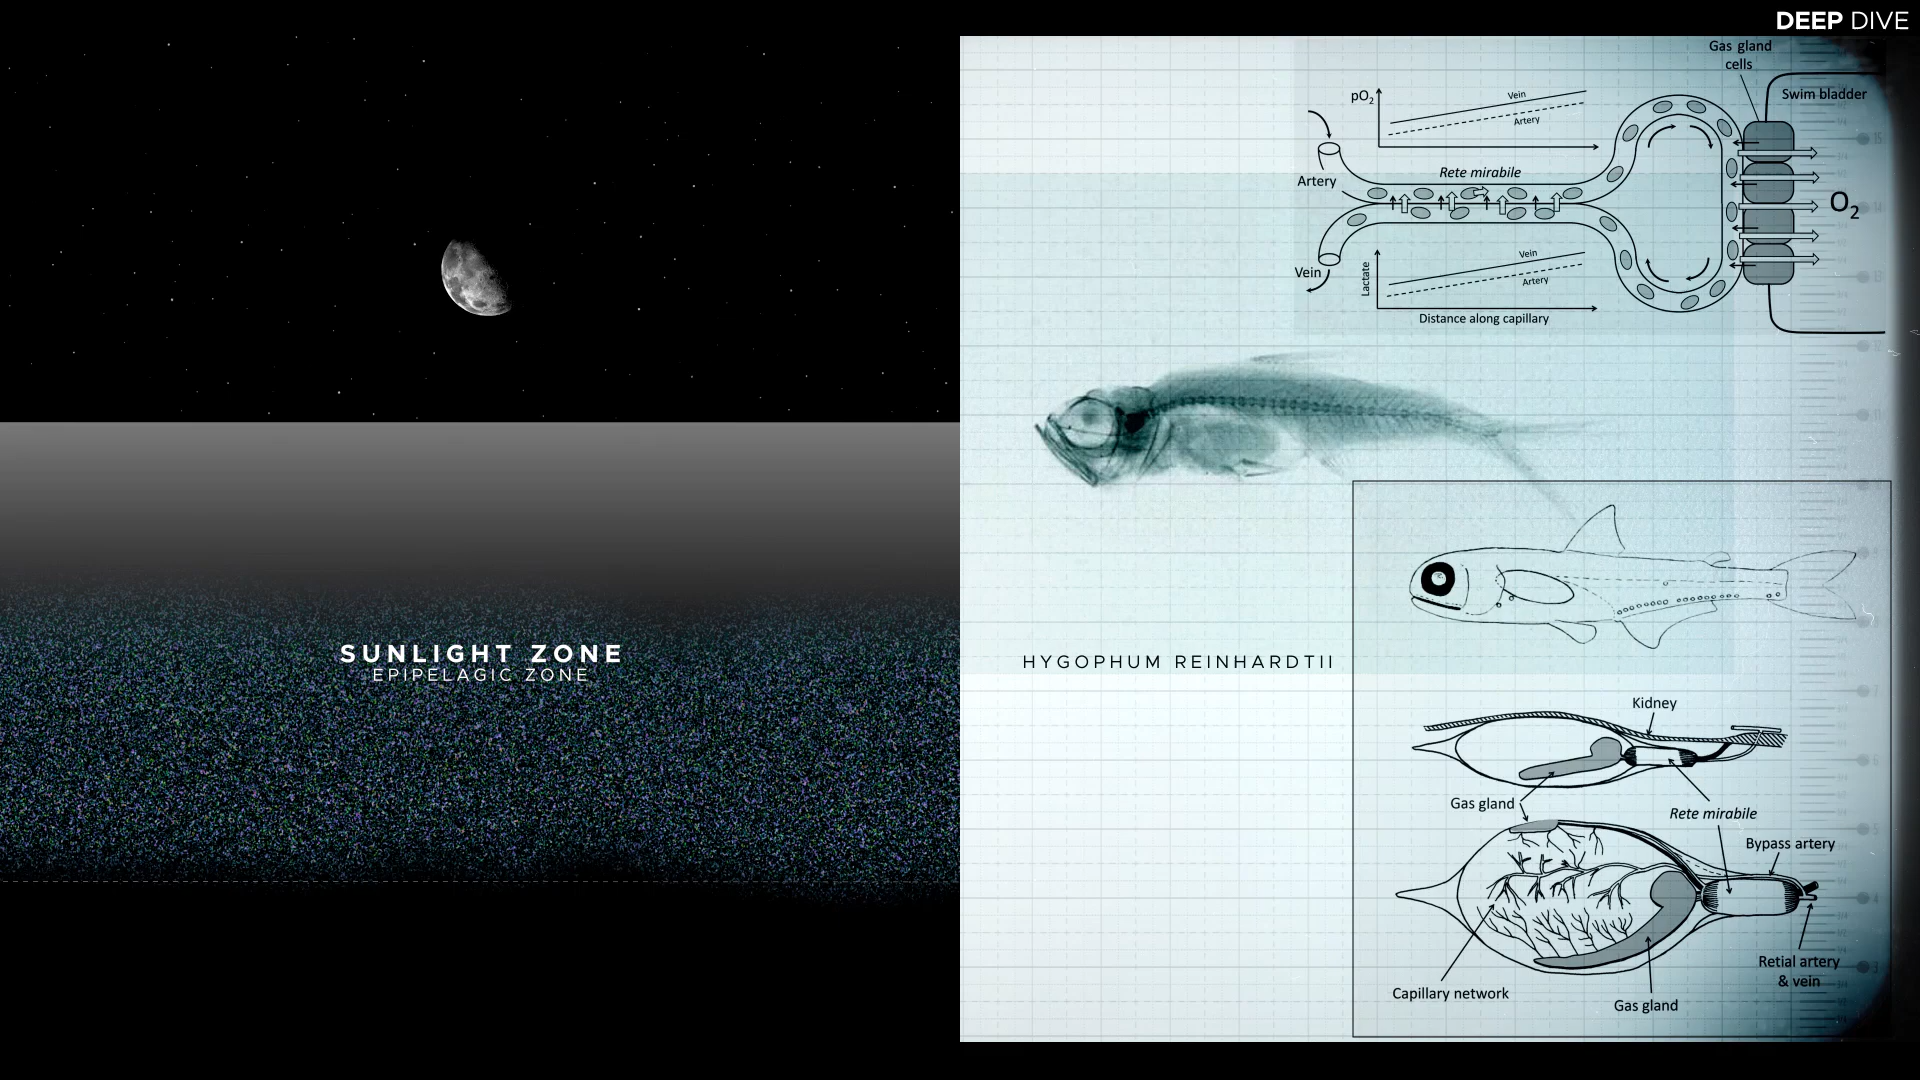 DEEP DIVE
SUNLIGHT ZONE
EPIPELAGIC ZONE
Gas gland
cells
Swim bladder
pO2
Vein
Artery
Artery
Rete mirabile
O2
Vein
Lactate
Vein
Artery
Distance along capillary
HYGOPHUM REINHARDTII
Kidney
Gas gland
Rete mirabile
Bypass artery
Retial artery
& vein
Capillary network
Gas gland